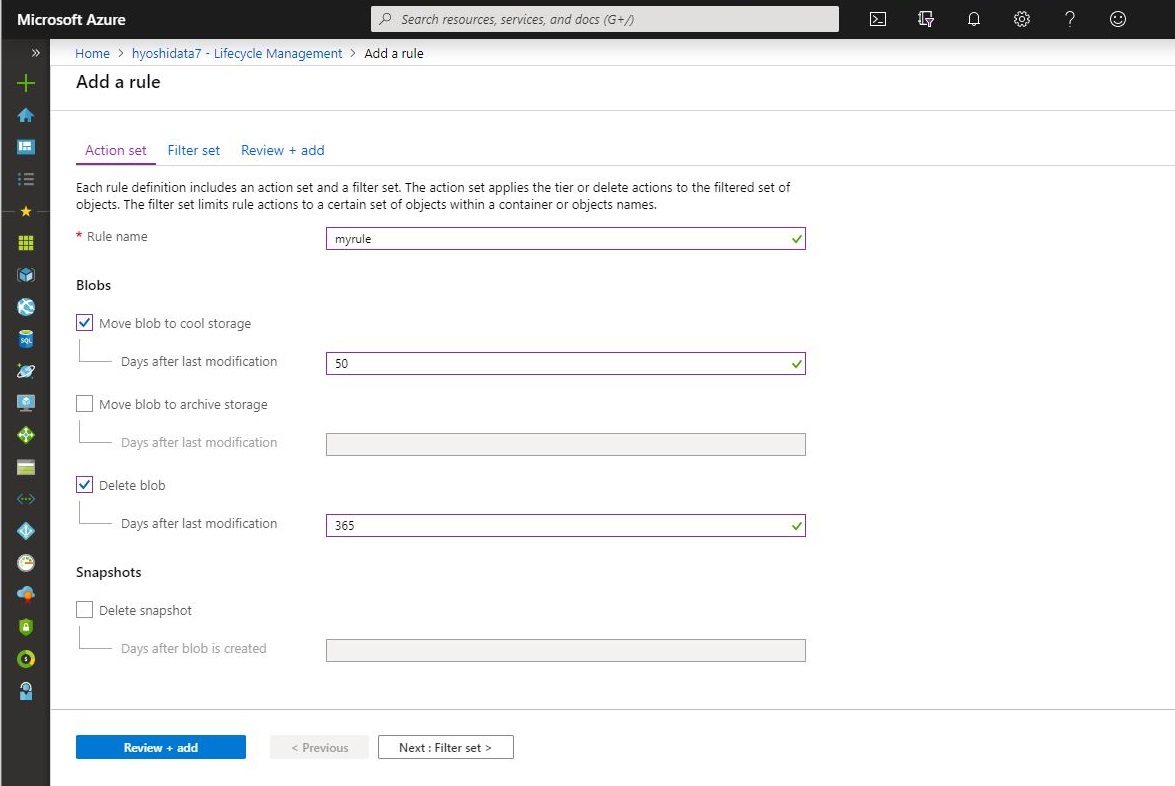 Microsoft Azure
Search resources, services, and docs (G+/)
Home > hyoshidata7 - Lifecycle Management > Add a rule
Add a rule
Action set Filter set Review + add
Each rule definition includes an action set and a filter set. The action set applies the tier or delete actions to the filtered set of
objects. The filter set limits rule actions to a certain set of objects within a container or objects names.
* Rule name
myrule
Blobs
Move blob to cool storage
Days after last modification
50
Move blob to archive storage
Days after last modification
Delete blob
Days after last modification
365
Snapshots
Delete snapshot
Days after blob is created
Review + add
< Previous
Next : Filter set >
SQL